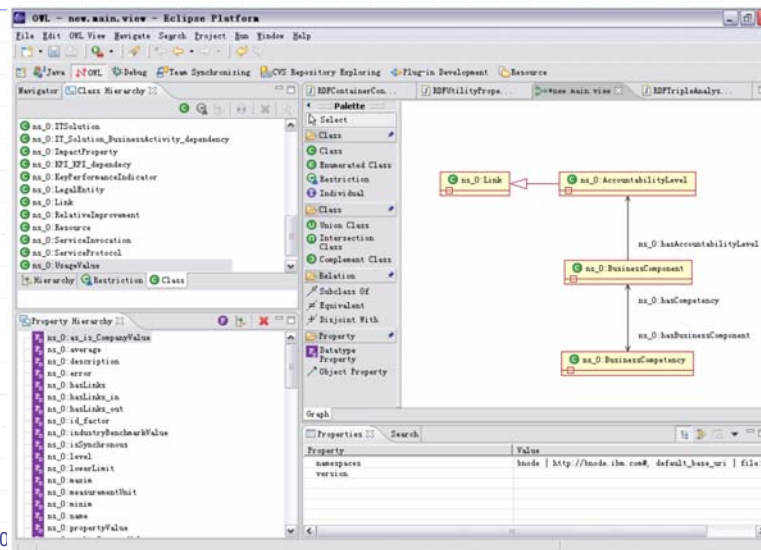 OWL - new.main.view - Eclipse Platform
File Edit OWL View Navigate Search Project Run Window Help
Java OWL Debug Team Synchronizing CVS Repository Exploring Plug-in Development Resource
Navigator Class Hierarchy
ns_0:ITSolution
ns_0:IT_Solution_BusinessActivity_dependency
ns_0:ImpactProperty
ns_0:KPI_KPI_dependecy
ns_0:KeyPerformanceIndicator
ns_0:LegalEntity
ns_0:Link
ns_0:RelativeImprovement
ns_0:Resource
ns_0:ServiceInvocation
ns_0:ServiceProtocol
ns_0:UsageValue
Hierarchy Restriction Class
Property Hierarchy
ns_0:as_is_CompanyValue
ns_0:average
ns_0:description
ns_0:error
ns_0:hasLinks
ns_0:hasLinks_in
ns_0:hasLinks_out
ns_0:id_factor
ns_0:industryBenchmarkValue
ns_0:isSynchronous
ns_0:level
ns_0:lowerLimit
ns_0:maxim
ns_0:measurementUnit
ns_0:minim
ns_0:name
ns_0:propertyValue
RDFContainerCon... RDFUtilityPrope... *new main view RDFTripleAnalyz...
Palette
Select
Class
Class
Enumerated Class
Restriction
Individual
Class
Union Class
Intersection
Class
Complement Class
Relation
Subclass Of
Equivalent
Disjoint With
Property
Datatype
Property
Object Property
ns_0:Link
ns_0:AccountabilityLevel
ns_0:hasAccountabilityLevel
ns_0:BusinessComponent
ns_0:hasCompetency
ns_0:hasBusinessComponent
ns_0:BusinessCompetency
Graph
Properties Search
Property Value
namespaces bnode | http://bnode.ibm.com#, default_base_uri | file:
version
0